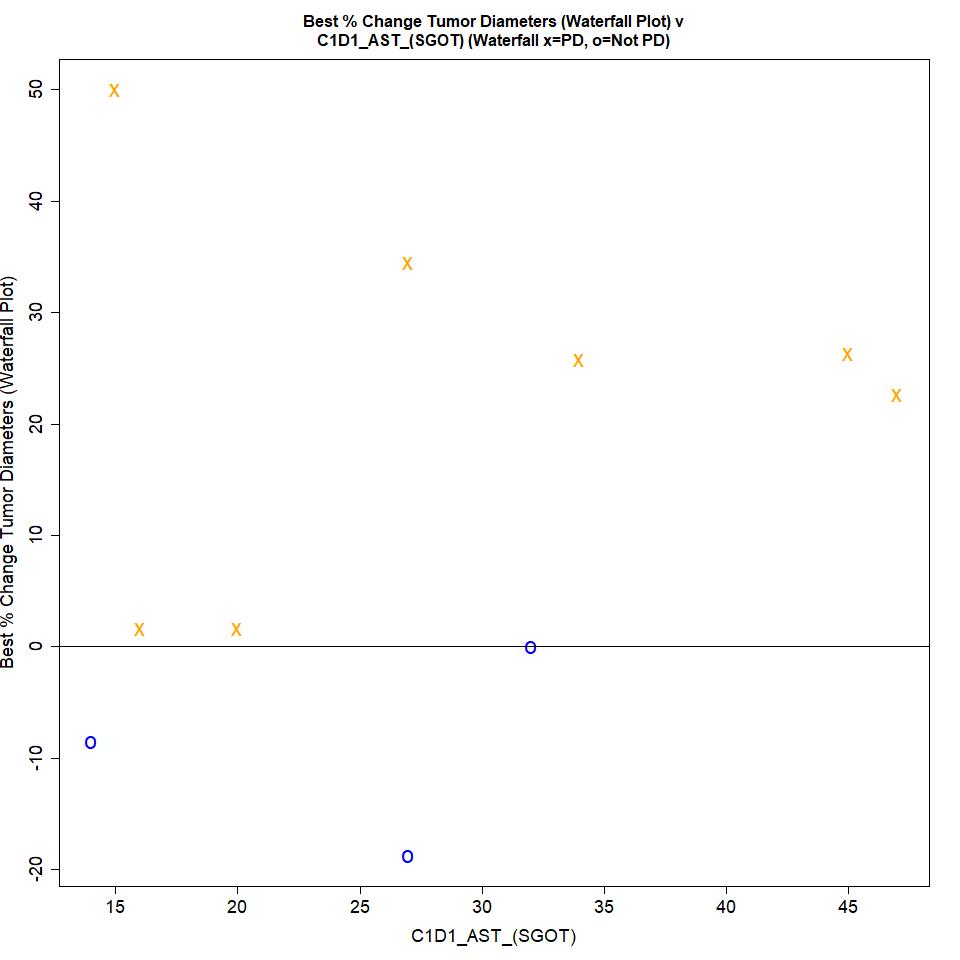 Best % Change Tumor Diameters (Waterfall Plot) v
C1D1_AST_(SGOT) (Waterfall x=PD, o=Not PD)
Best % Change Tumor Diameters (Waterfall Plot)
50
40
30
20
10
0
-10
-20
X
X
X
X
X
X
X
O
O
O
15
20
25
30
35
40
45
C1D1_AST_(SGOT)